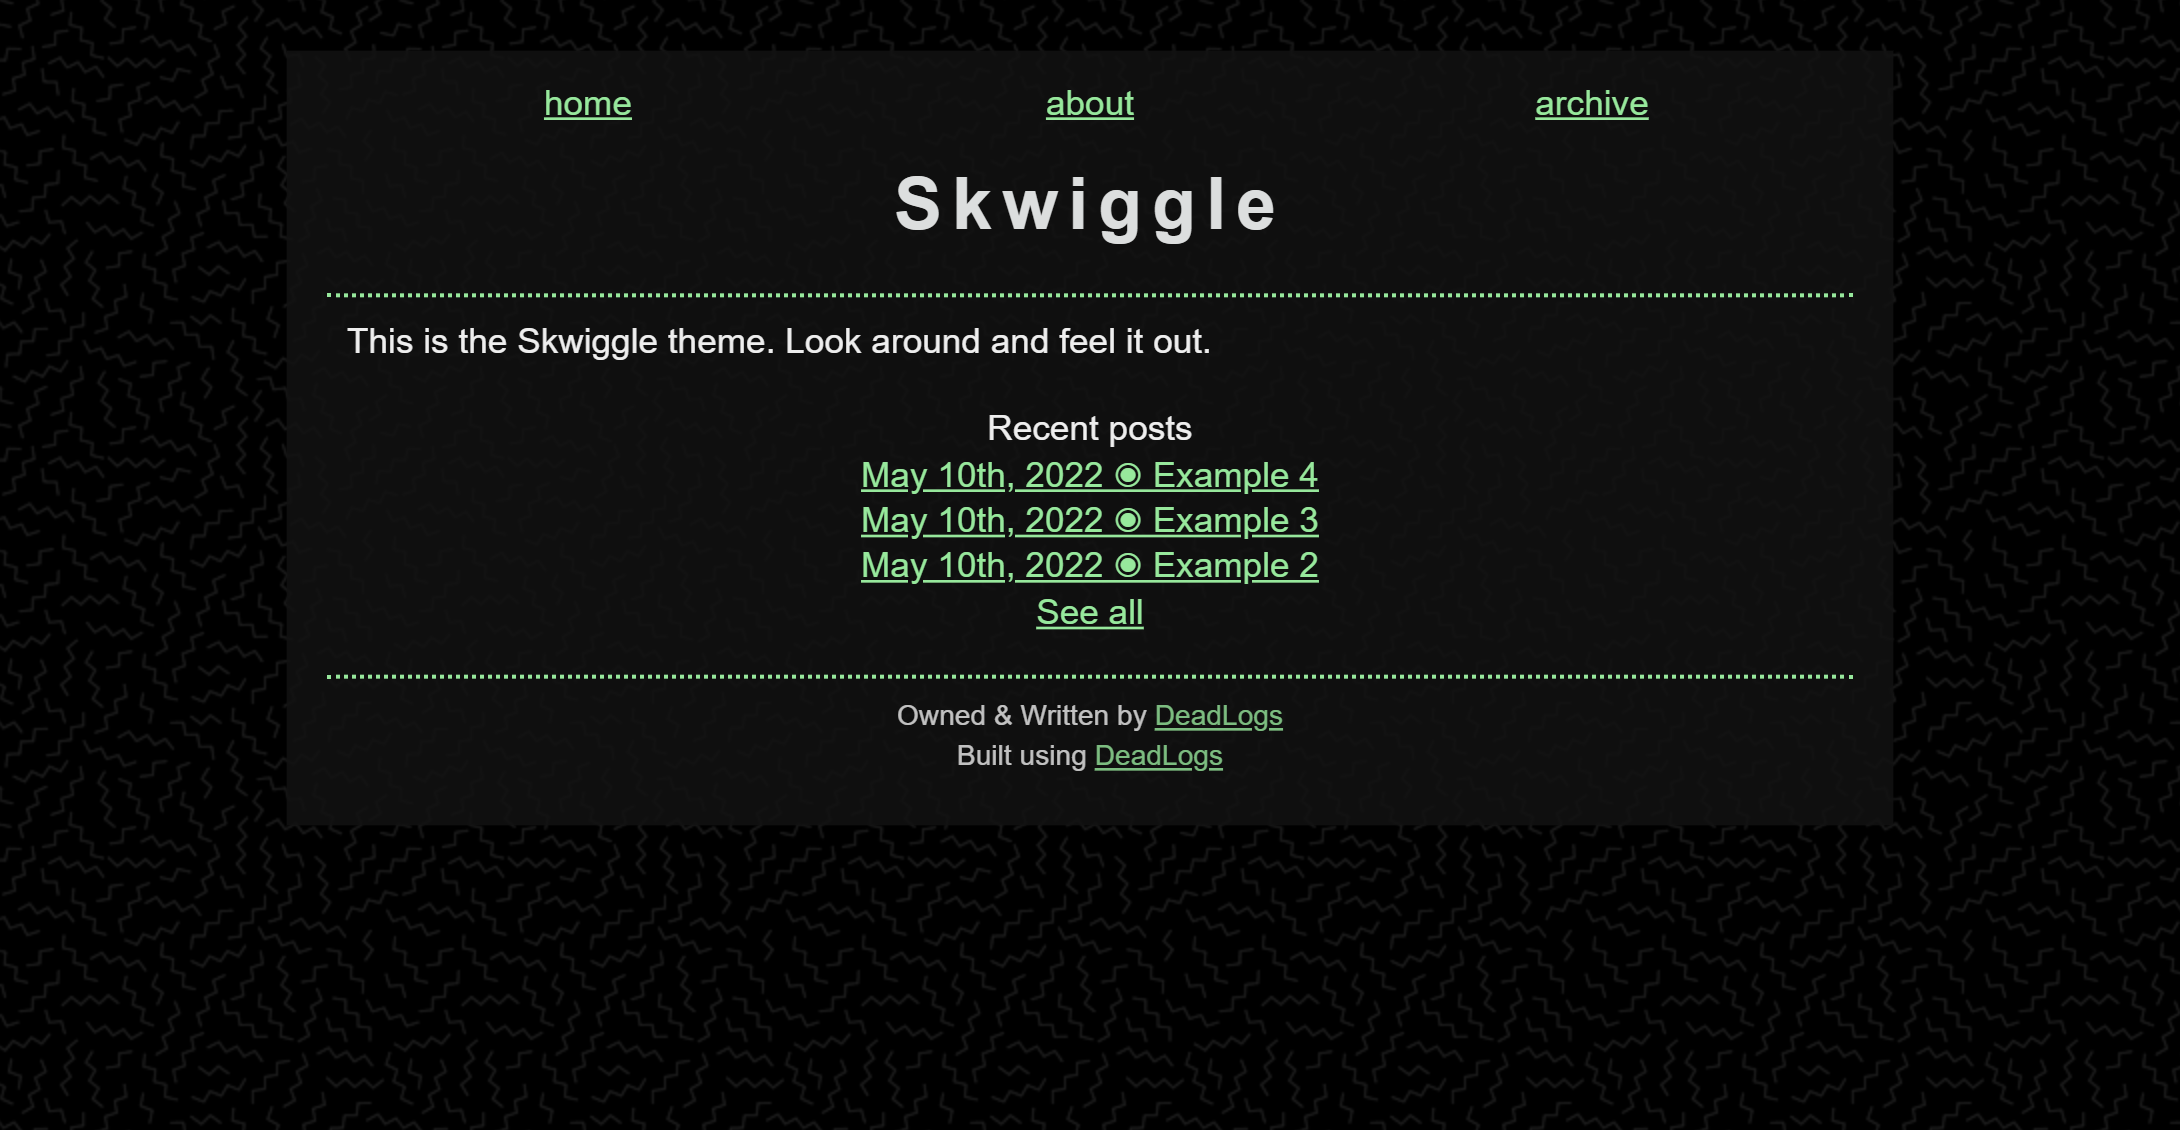 home about archive
Skwiggle
This is the Skwiggle theme. Look around and feel it out.
Recent posts
May 10th, 2022 ◉ Example 4
May 10th, 2022 ◉ Example 3
May 10th, 2022 ◉ Example 2
See all
Owned & Written by DeadLogs
Built using DeadLogs